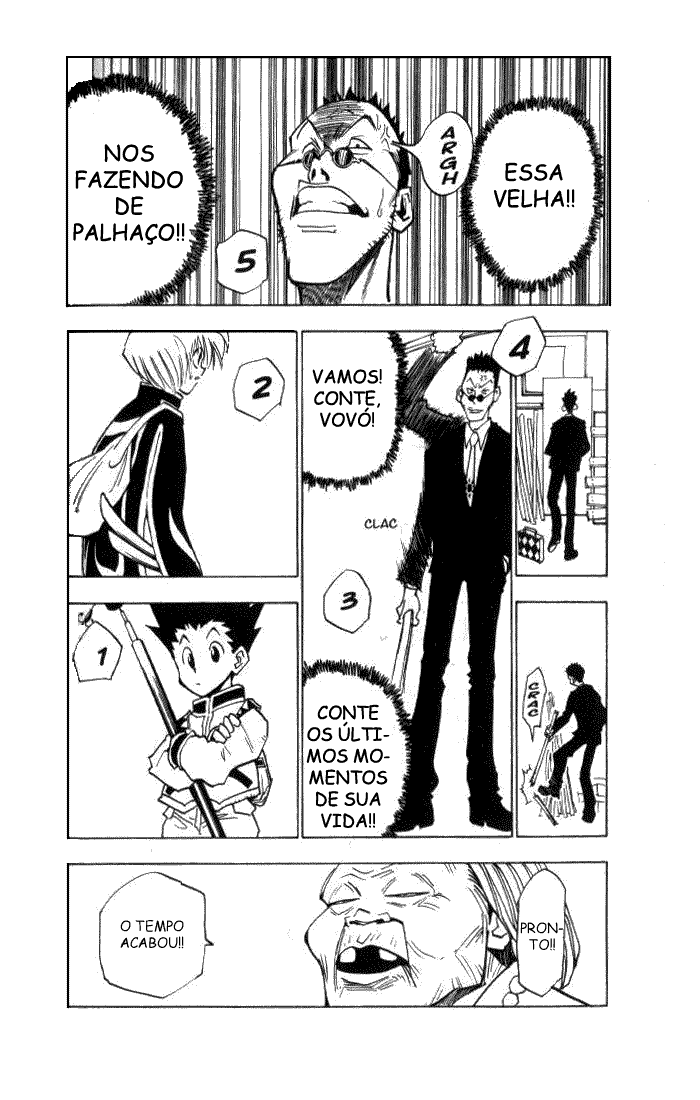 ESSA
VELHA!!
ARGH
NOS
FAZENDO
DE
PALHAÇO!!
5
4
CRAC
VAMOS!
CONTE,
VOVÓ!
CLAC
3
CONTE
OS ÚLTI-
MOS MO-
MENTOS
DE SUA
VIDA!!
2
1
PRON-
TO!!
O TEMPO
ACABOU!!